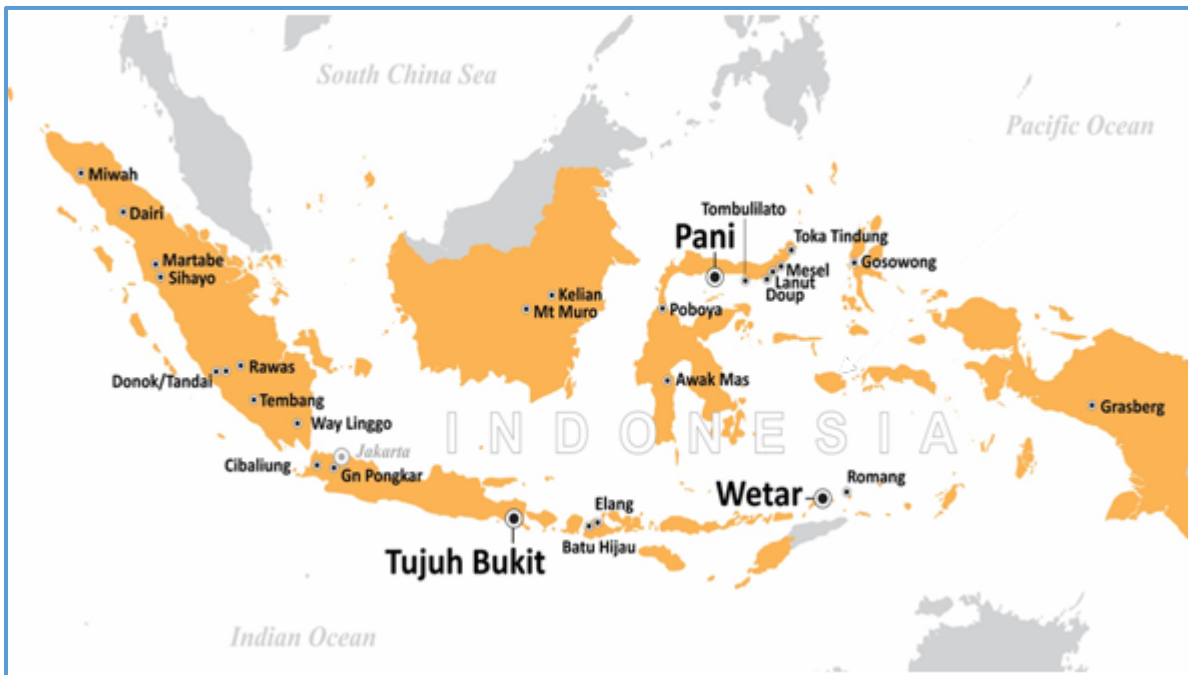 South China Sea
Pacific Ocean
Miwah
Dairi
Martabe
Sihayo
Tombulilato
Pani
Toka Tindung
Mesel
Lanut
Doup
Gosowong
Kelian
Mt Muro
Poboya
Donok/Tandai
Rawas
Tembang
Way Linggo
Awak Mas
INDONESIA
Grasberg
Jakarta
Cibaliung
Gn Pongkar
Wetar
Romang
Elang
Batu Hijau
Tujuh Bukit
Indian Ocean